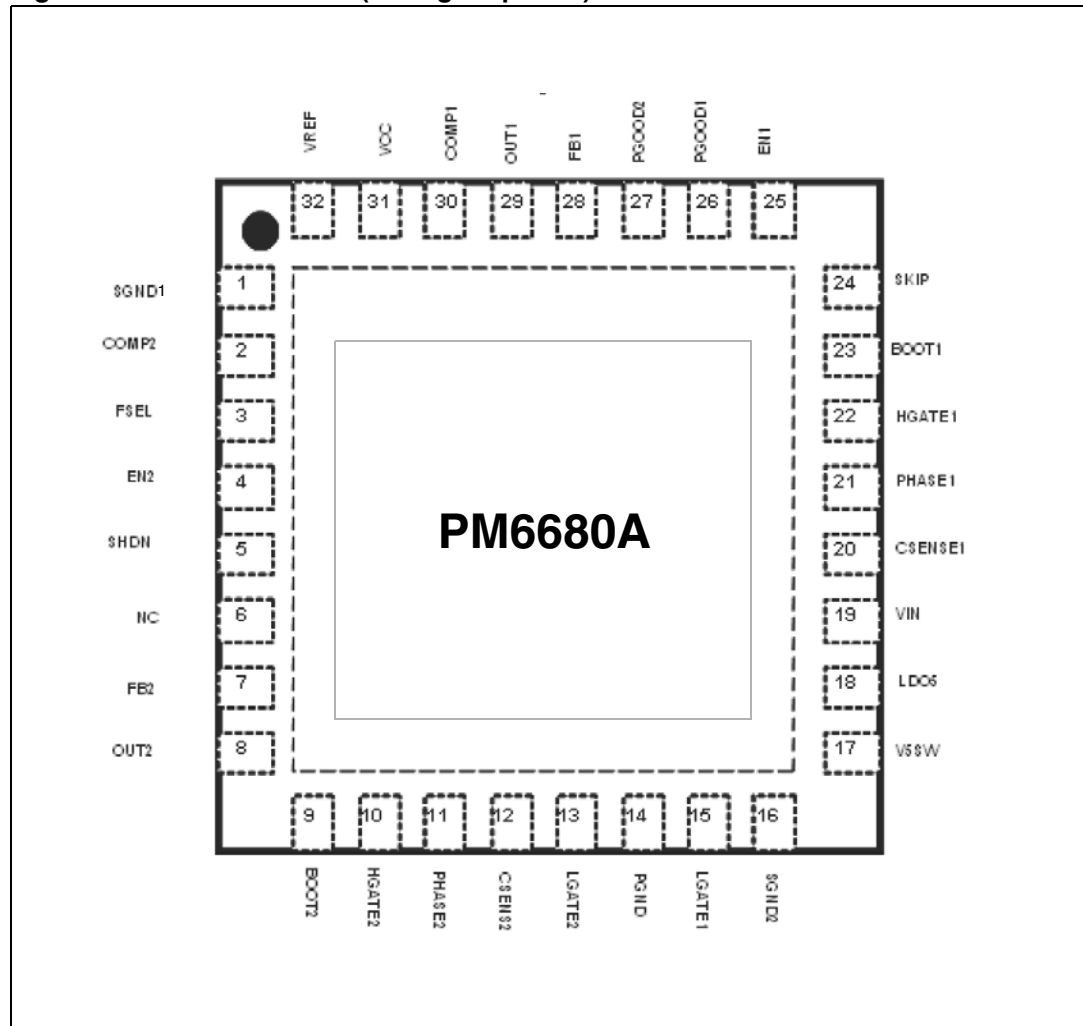 VREF VCC COMP1 OUT1 FB1 PGOOD2 PGOOD1 EN1
32 31 30 29 28 27 26 25
SGND1 1 24 SKIP
COMP2 2 23 BOOT1
FSEL 3 22 HGATE1
EN2 4 21 PHASE1
PM6680A
SHDN 5 20 CSENSE1
NC 6 19 VIN
FB2 7 18 LDO5
OUT2 8 17 V5SW
9 10 11 12 13 14 15 16
BOOT2 HGATE2 PHASE2 CSENS2 LGATE2 PGND LGATE1 SGND2